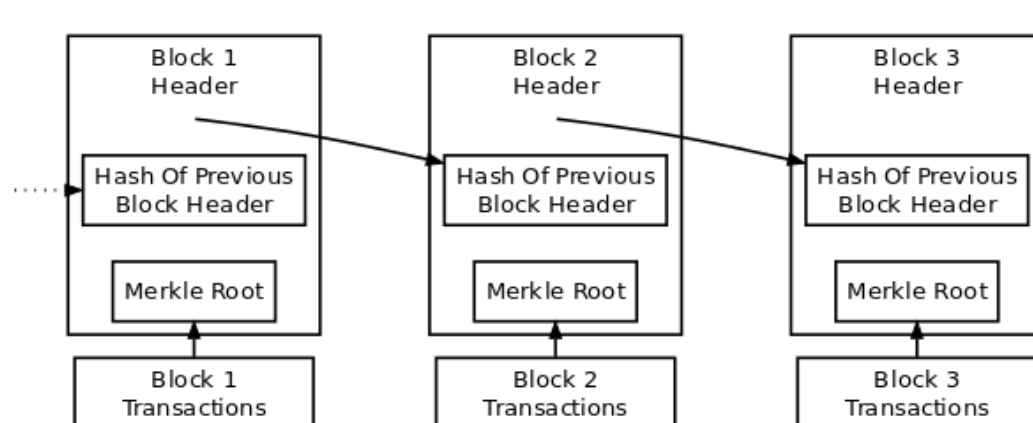 Block 1
Header
Hash Of Previous
Block Header
Merkle Root
Block 1
Transactions
Block 2
Header
Hash Of Previous
Block Header
Merkle Root
Block 2
Transactions
Block 3
Header
Hash Of Previous
Block Header
Merkle Root
Block 3
Transactions